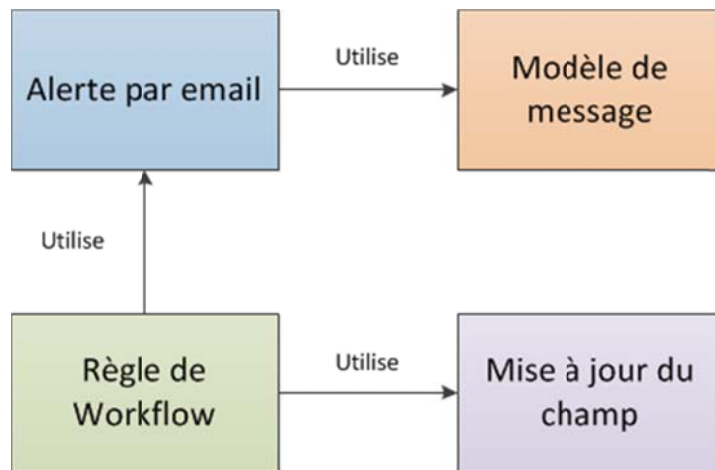 Alerte par email
Utilise
Modèle de
message
Utilise
Règle de
Workflow
Utilise
Mise à jour du
champ